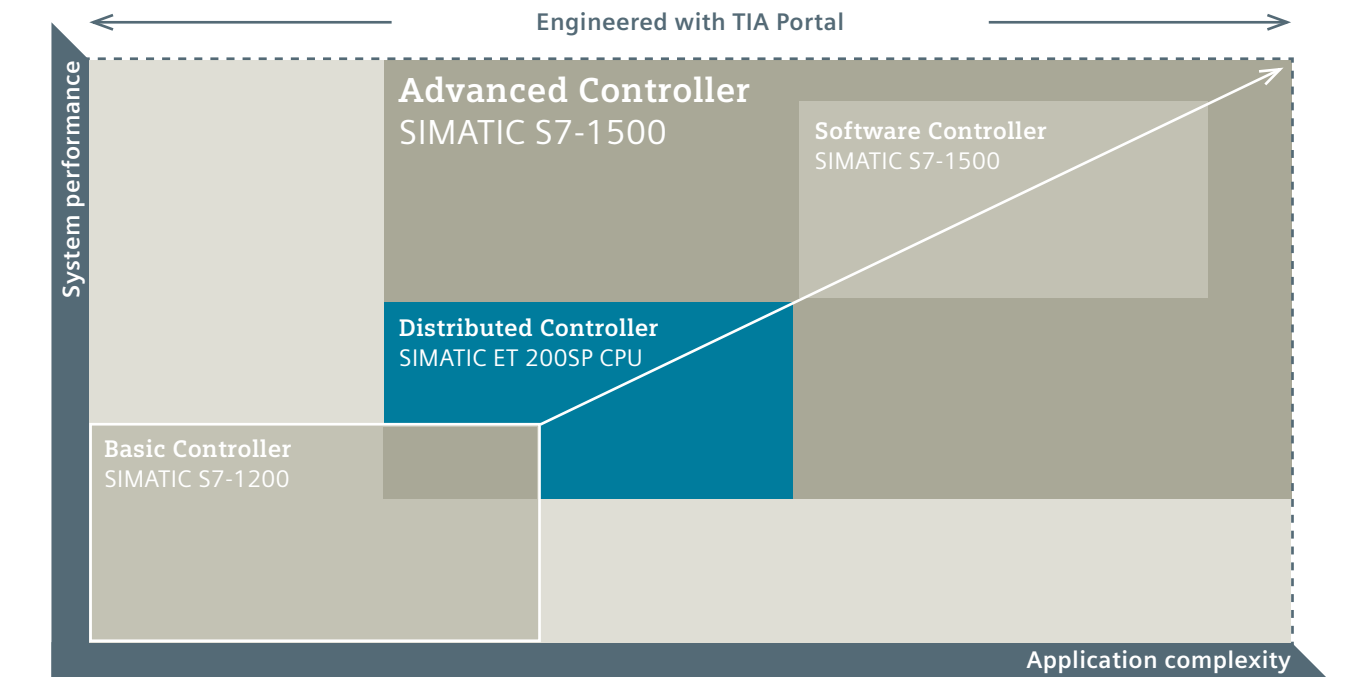 Engineered with TIA Portal
System performance
Advanced Controller
SIMATIC S7-1500
Software Controller
SIMATIC S7-1500
Distributed Controller
SIMATIC ET 200SP CPU
Basic Controller
SIMATIC S7-1200
Application complexity